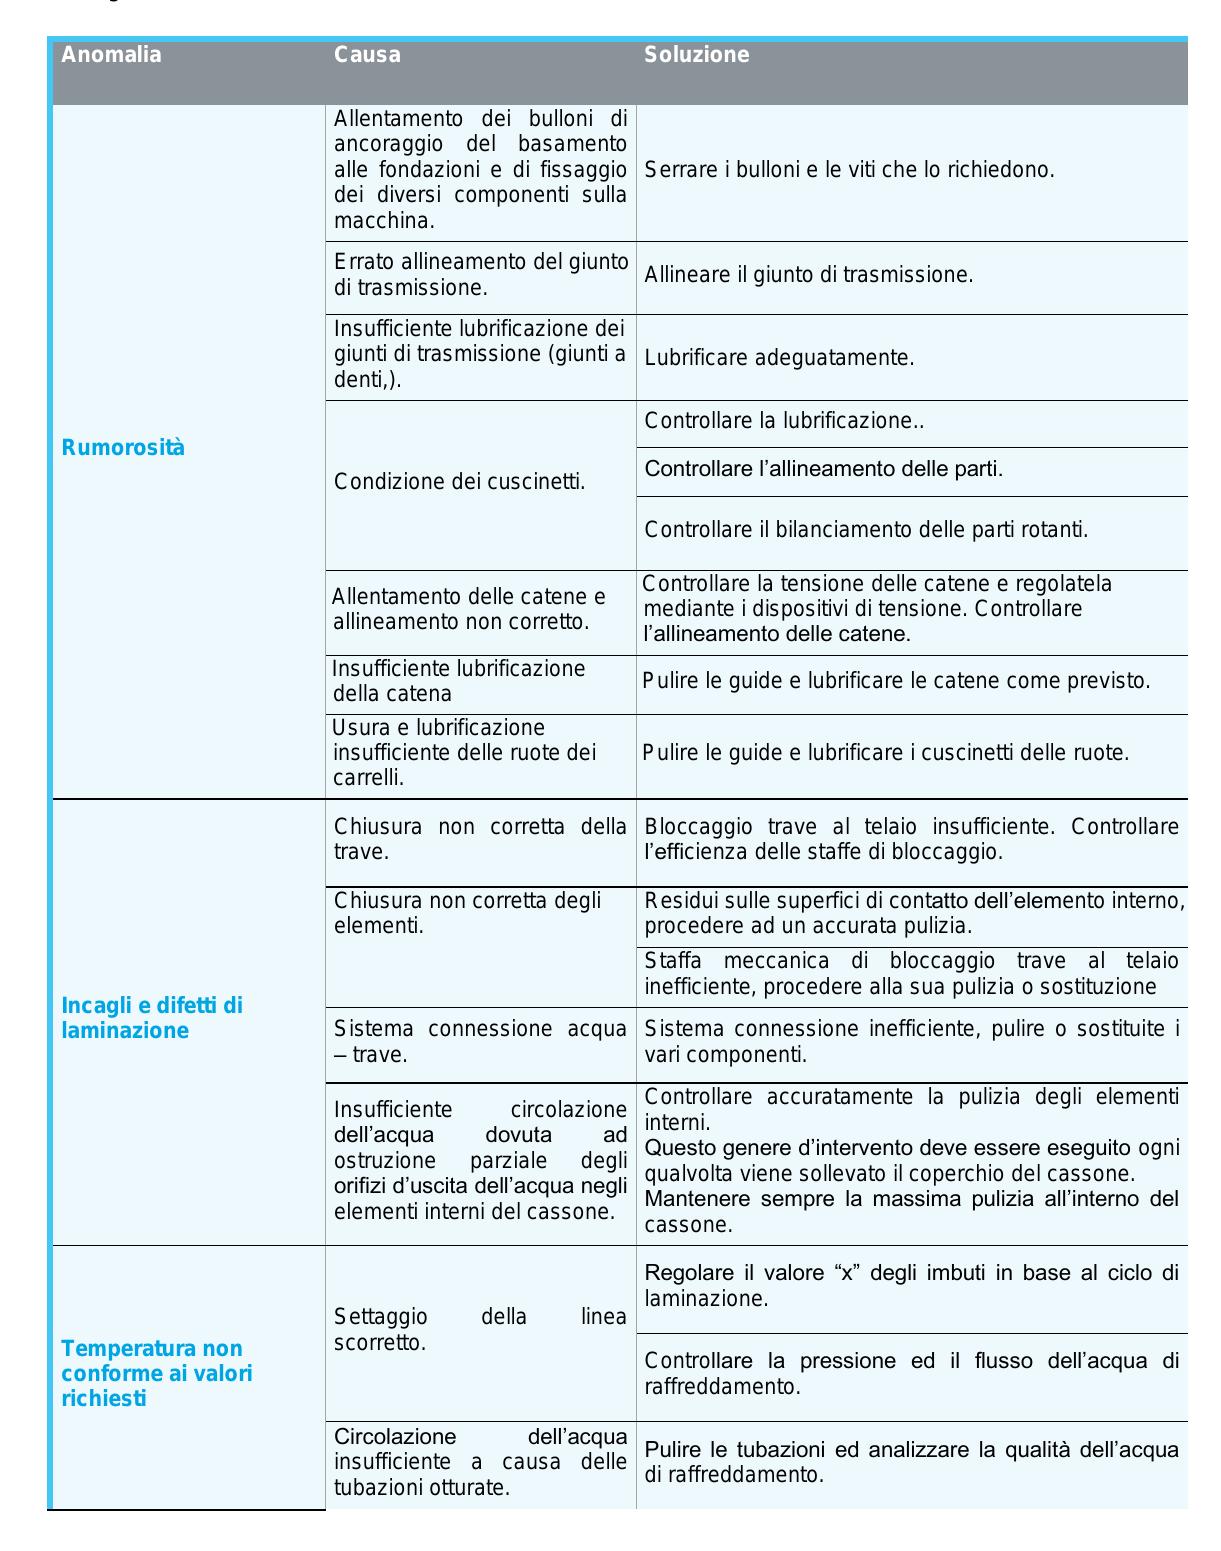 Anomalia Causa Soluzione
Allentamento dei bulloni di
ancoraggio del basamento
alle fondazioni e di fissaggio
dei diversi componenti sulla
macchina.
Serrare i bulloni e le viti che lo richiedono.
Errato allineamento del giunto
di trasmissione.
Allineare il giunto di trasmissione.
Insufficiente lubrificazione dei
giunti di trasmissione (giunti a
denti,).
Lubrificare adeguatamente.
Rumorosità
Condizione dei cuscinetti.
Controllare la lubrificazione..
Controllare l’allineamento delle parti.
Controllare il bilanciamento delle parti rotanti.
Allentamento delle catene e
allineamento non corretto.
Controllare la tensione delle catene e regolatela
mediante i dispositivi di tensione. Controllare
l’allineamento delle catene.
Insufficiente lubrificazione
della catena
Pulire le guide e lubrificare le catene come previsto.
Usura e lubrificazione
insufficiente delle ruote dei
carrelli.
Pulire le guide e lubrificare i cuscinetti delle ruote.
Incagli e difetti di
laminazione
Chiusura non corretta della
trave.
Bloccaggio trave al telaio insufficiente. Controllare
l’efficienza delle staffe di bloccaggio.
Chiusura non corretta degli
elementi.
Residui sulle superfici di contatto dell’elemento interno,
procedere ad un accurata pulizia.
Staffa meccanica di bloccaggio trave al telaio
inefficiente, procedere alla sua pulizia o sostituzione
Sistema connessione acqua
– trave.
Sistema connessione inefficiente, pulire o sostituite i
vari componenti.
Insufficiente circolazione
dell’acqua dovuta ad
ostruzione parziale degli
orifizi d’uscita dell’acqua negli
elementi interni del cassone.
Controllare accuratamente la pulizia degli elementi
interni.
Questo genere d’intervento deve essere eseguito ogni
qualvolta viene sollevato il coperchio del cassone.
Mantenere sempre la massima pulizia all’interno del
cassone.
Temperatura non
conforme ai valori
richiesti
Settaggio della linea
scorretto.
Regolare il valore “x” degli imbuti in base al ciclo di
laminazione.
Controllare la pressione ed il flusso dell’acqua di
raffreddamento.
Circolazione dell’acqua
insufficiente a causa delle
tubazioni otturate.
Pulire le tubazioni ed analizzare la qualità dell’acqua
di raffreddamento.